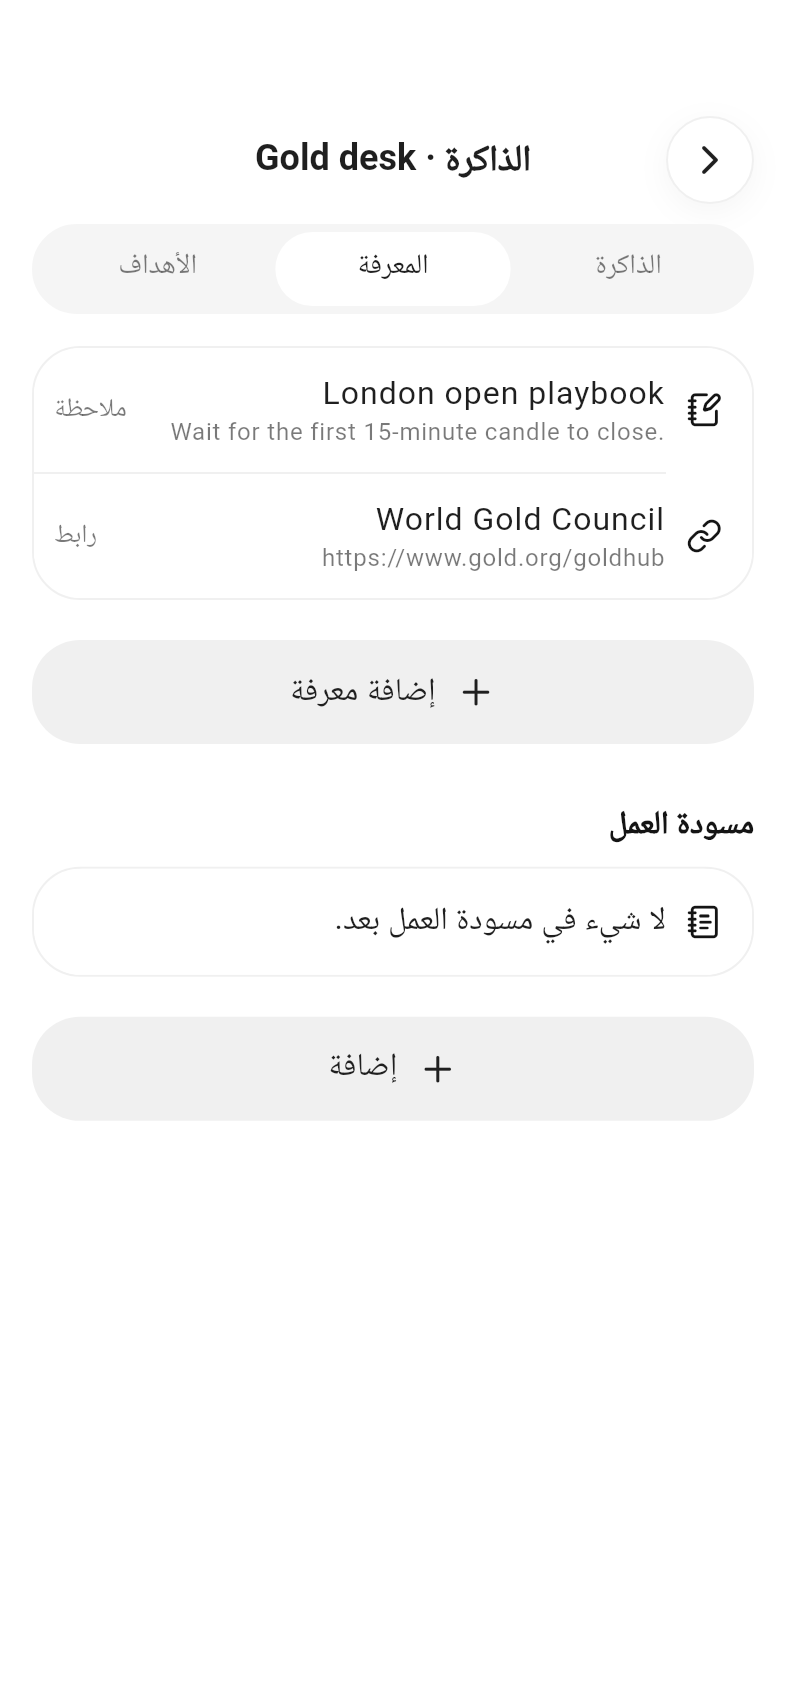 الذاكرة · Gold desk
الذاكرة
المعرفة
الأهداف
London open playbook
Wait for the first 15-minute candle to close.
ملاحظة
World Gold Council
https://www.gold.org/goldhub
رابط
إضافة معرفة
مسودة العمل
لا شيء في مسودة العمل بعد.
إضافة